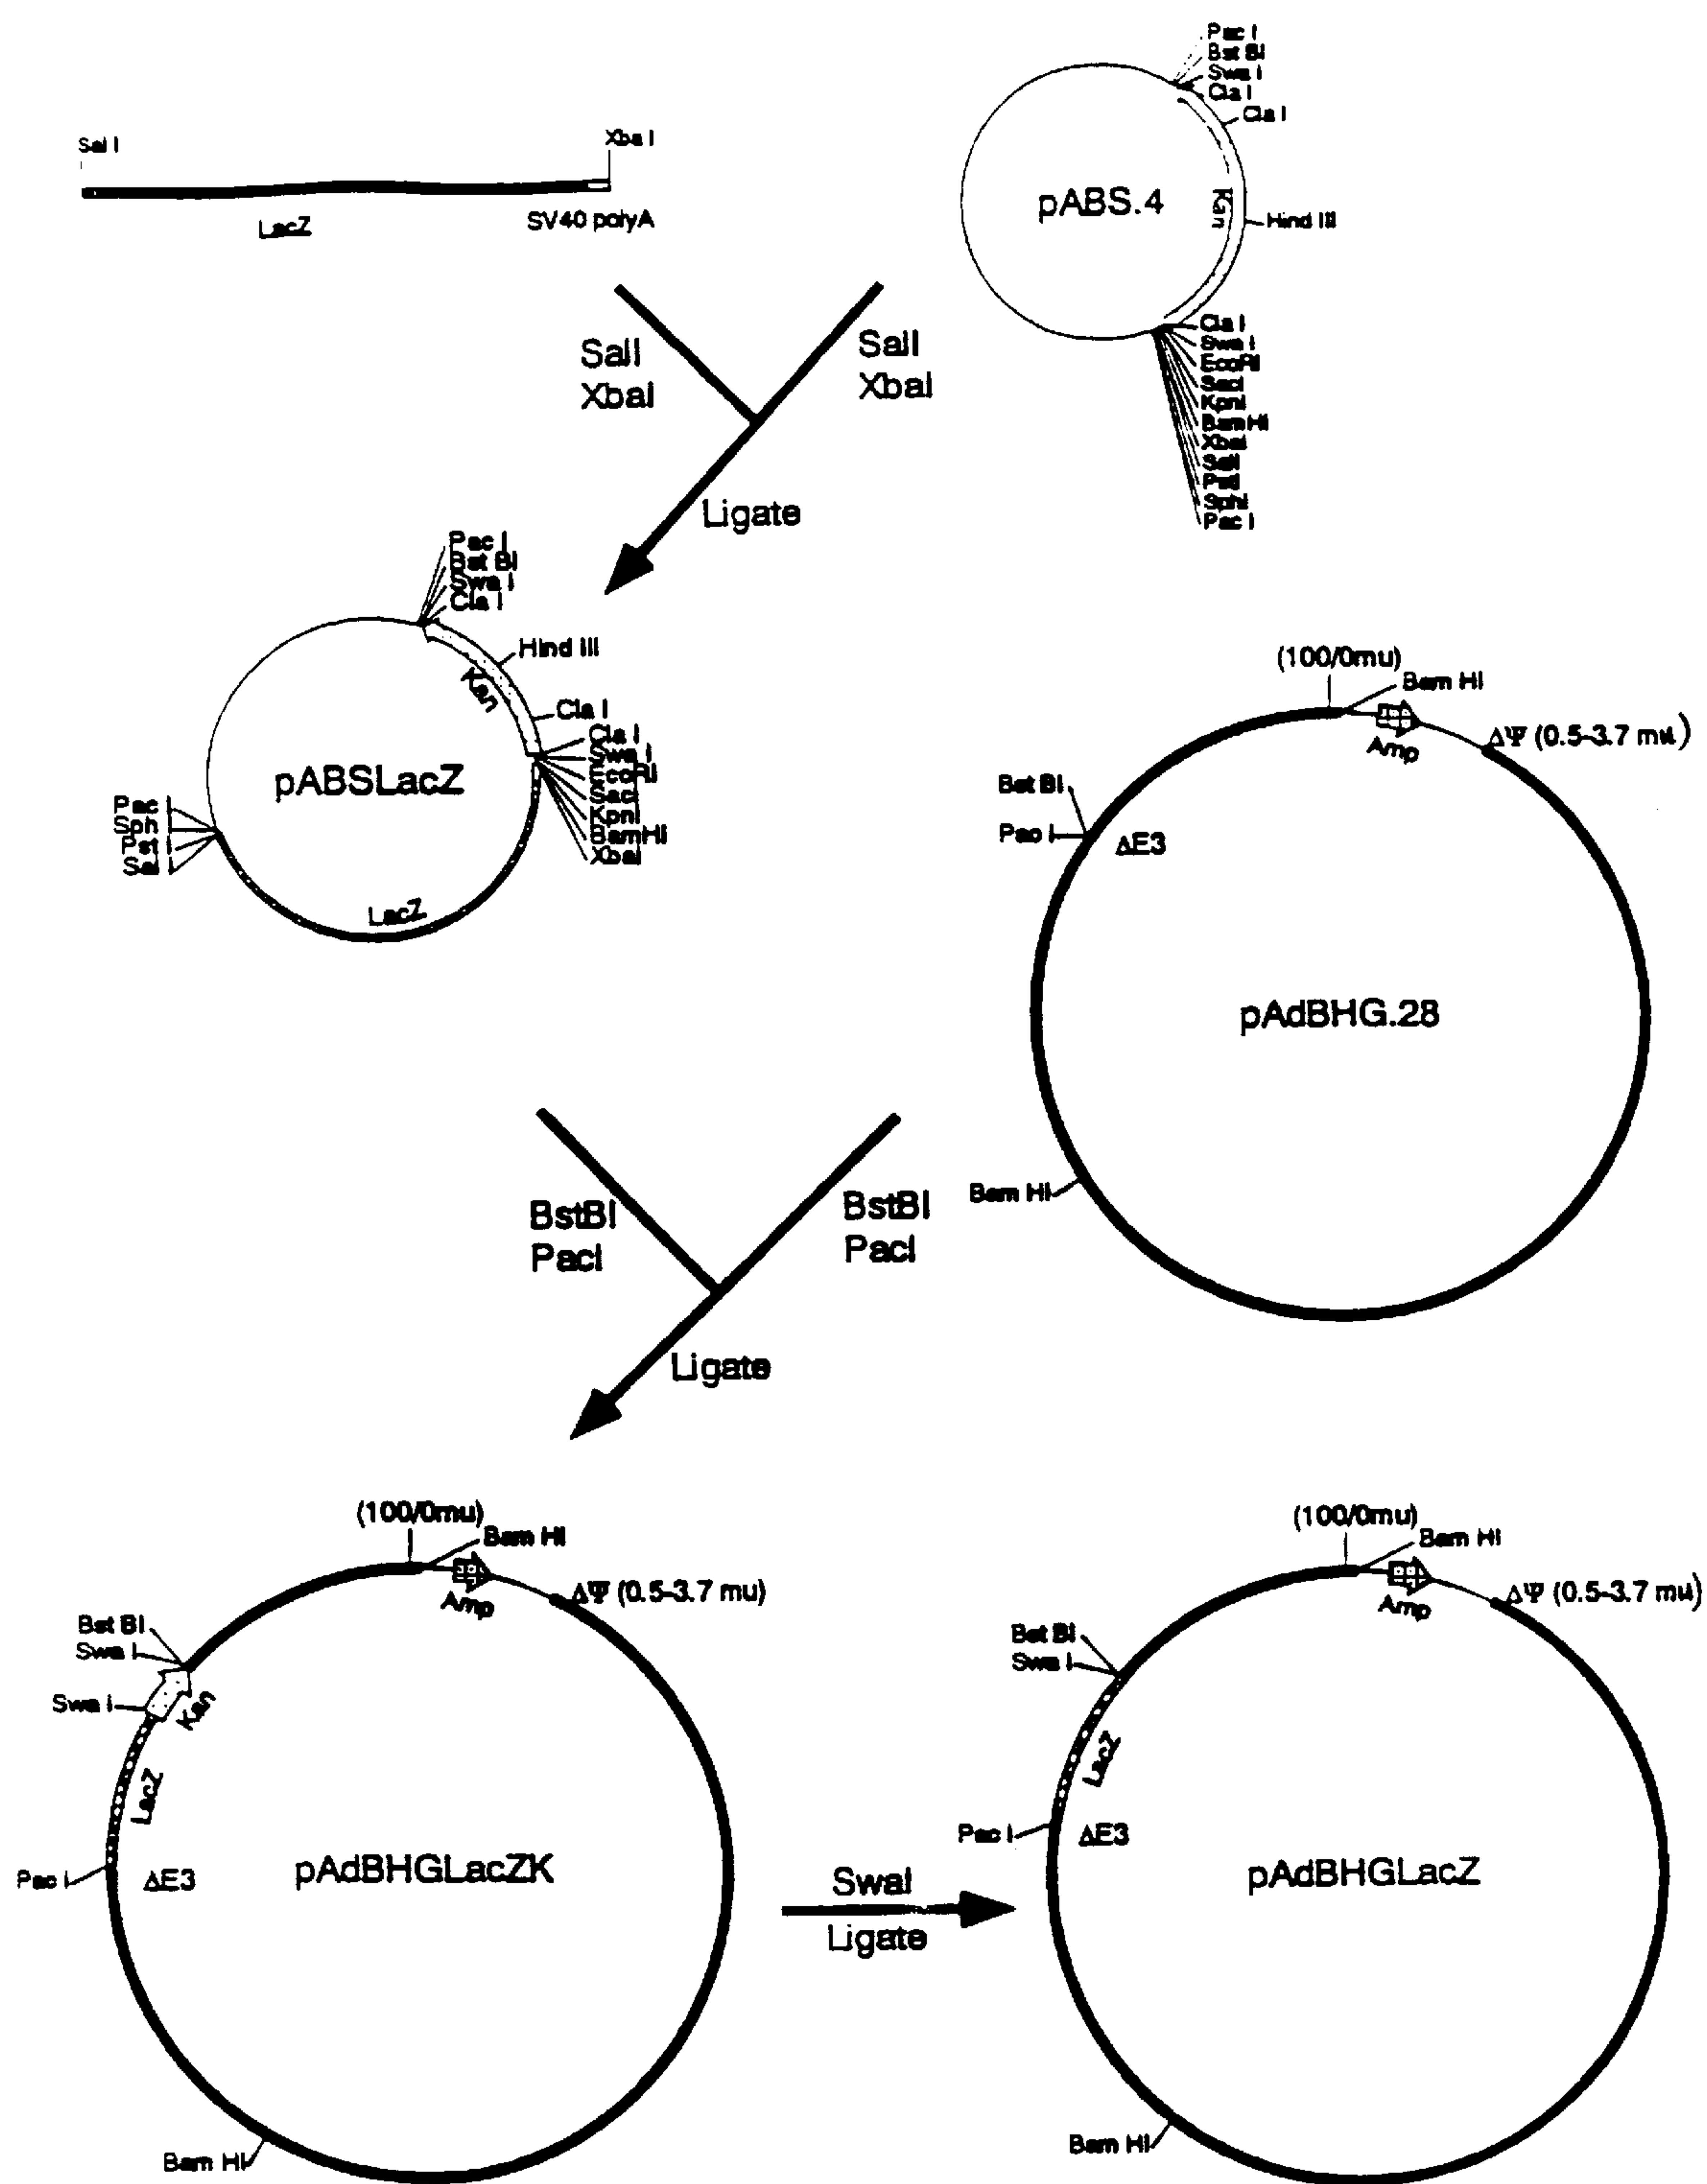 Sal I
Xba I
LacZ
SV40 polyA
Pac I
Bst BI
Swa I
Cla I
Cla I
pABS.4
Kan
Hind III
Cla I
Swa I
EcoRI
SacI
KpnI
BamHI
XbaI
SalI
PstI
SphI
Pac I
SalI
XbaI
SalI
XbaI
Ligate
Pac I
Bst BI
Swa I
Cla I
Hind III
Kan
Cla I
Cla I
Swa I
EcoRI
SacI
KpnI
BamHI
XbaI
pABSLacZ
Pac I
Sph I
Pst I
Sal I
LacZ
(100/0mu)
Bam HI
Amp
ΔΨ (0.5-3.7 mu)
Bst BI
Pac I
ΔE3
pAdBHG.28
Bam HI
BstBI
PacI
BstBI
PacI
Ligate
(100/0mu)
Bam HI
Amp
ΔΨ (0.5-3.7 mu)
Bst BI
Swa I
Swa I
Kan
LacZ
Pac I
ΔE3
pAdBHGLacZK
Bam HI
SwaI
Ligate
(100/0mu)
Bam HI
Amp
ΔΨ (0.5-3.7 mu)
Bst BI
Swa I
LacZ
Pac I
ΔE3
pAdBHGLacZ
Bam HI